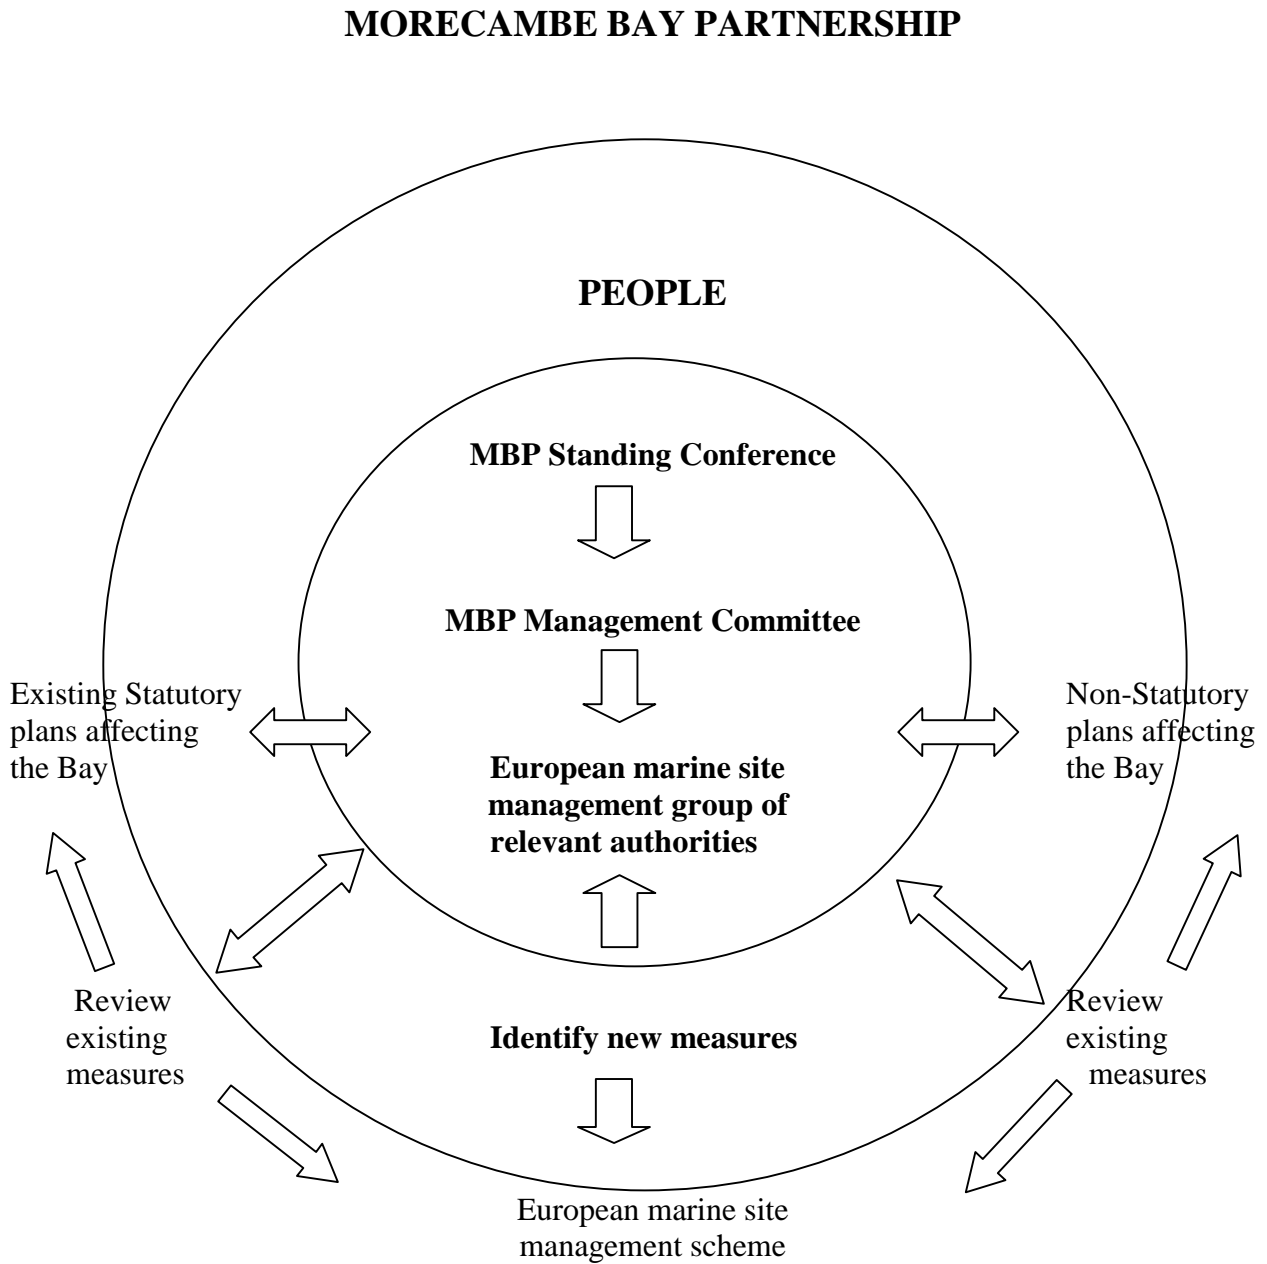 MORECAMBE BAY PARTNERSHIP
PEOPLE
MBP Standing Conference
MBP Management Committee
Existing Statutory
plans affecting
the Bay
Non-Statutory
plans affecting
the Bay
European marine site
management group of
relevant authorities
Review
existing
measures
Identify new measures
Review
existing
measures
European marine site
management scheme